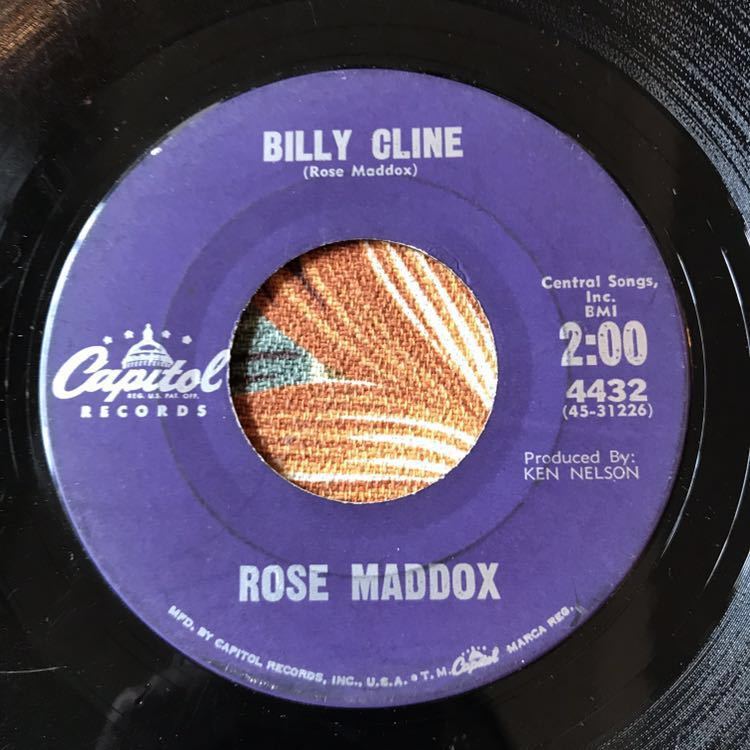 BILLY CLINE
(Rose Maddox)
Central Songs,
Inc.
BMI
2:00
4432
(45-31226)
Capitol
REG. U.S. PAT. OFF.
RECORDS
Produced By:
KEN NELSON
ROSE MADDOX
MFD. BY CAPITOL RECORDS, INC., U.S.A. • T.M. Capitol MARCA REG.